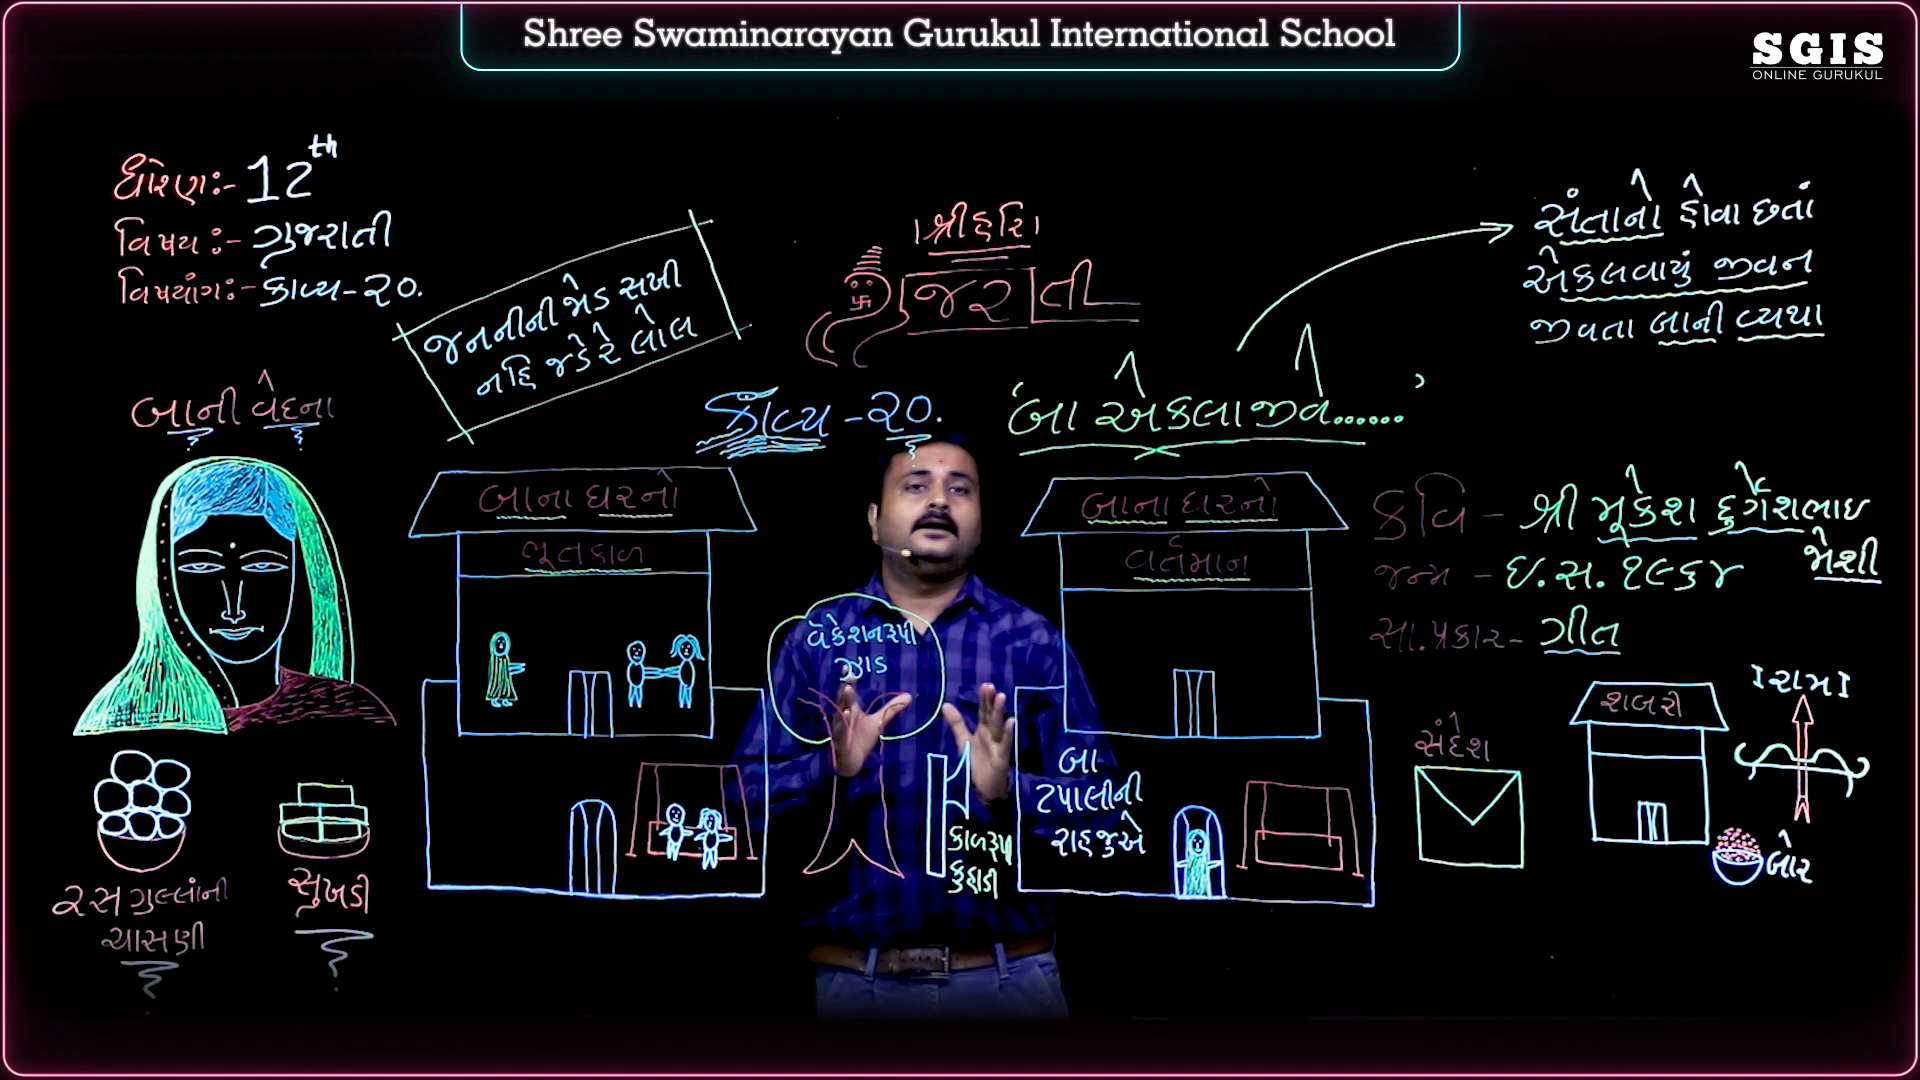 Shree Swaminarayan Gurukul International School
SGIS
ONLINE GURUKUL
ધોરણ:- 12th
વિષય:- ગુજરાતી
વિષયાંગ:- કાવ્ય-૨૦.
જનનીની જોડ સખી
નહિ જડે રે લોલ
।શ્રીહરિ।
જરતી
સંતાનો હોવા છતાં
એકલવાયું જીવન
જીવતા બાની વ્યથા
કાવ્ય-૨૦.
'બા એકલા જીવે......'
બાની વેદના
બાના ઘરનો
ભૂતકાળ
બાના ઘરનો
વર્તમાન
કવિ - શ્રી મૂકેશ દુર્ગેશભાઇ
જોશી
જન્મ - ઇ.સ. ૧૯૬૪
સા.પ્રકાર- ગીત
વેકેશનરૂપી
ઝાડ
કાળરૂપી
કુહાડી
બા
ટપાલીની
રાહ જુએ
સંદેશ
શબરી
।રામ।
બોર
રસગુલ્લાંની
ચાસણી
સુખડી